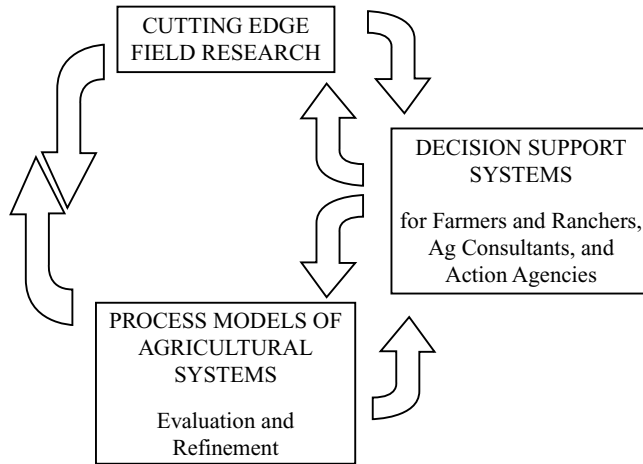 CUTTING EDGE
FIELD RESEARCH
DECISION SUPPORT
SYSTEMS
for Farmers and Ranchers,
Ag Consultants, and
Action Agencies
PROCESS MODELS OF
AGRICULTURAL
SYSTEMS
Evaluation and
Refinement